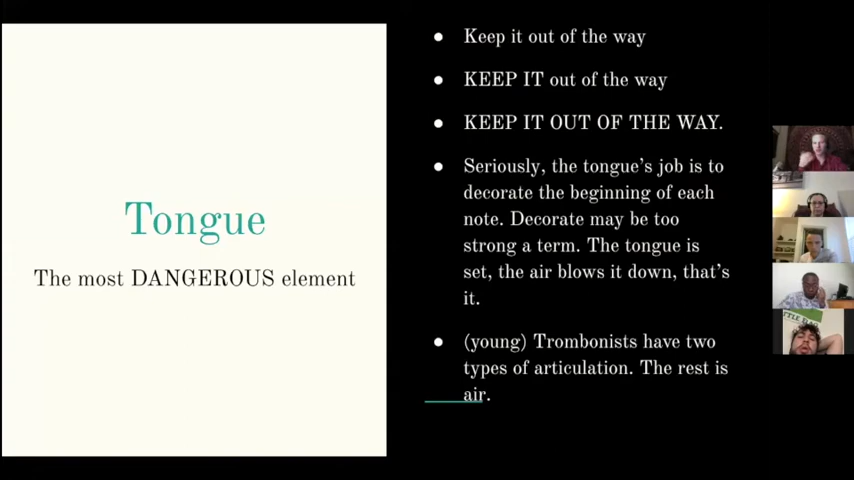 Tongue
The most DANGEROUS element
● Keep it out of the way
● KEEP IT out of the way
● KEEP IT OUT OF THE WAY.
● Seriously, the tongue's job is to
decorate the beginning of each
note. Decorate may be too
strong a term. The tongue is
set, the air blows it down, that's
it.
● (young) Trombonists have two
types of articulation. The rest is
air.